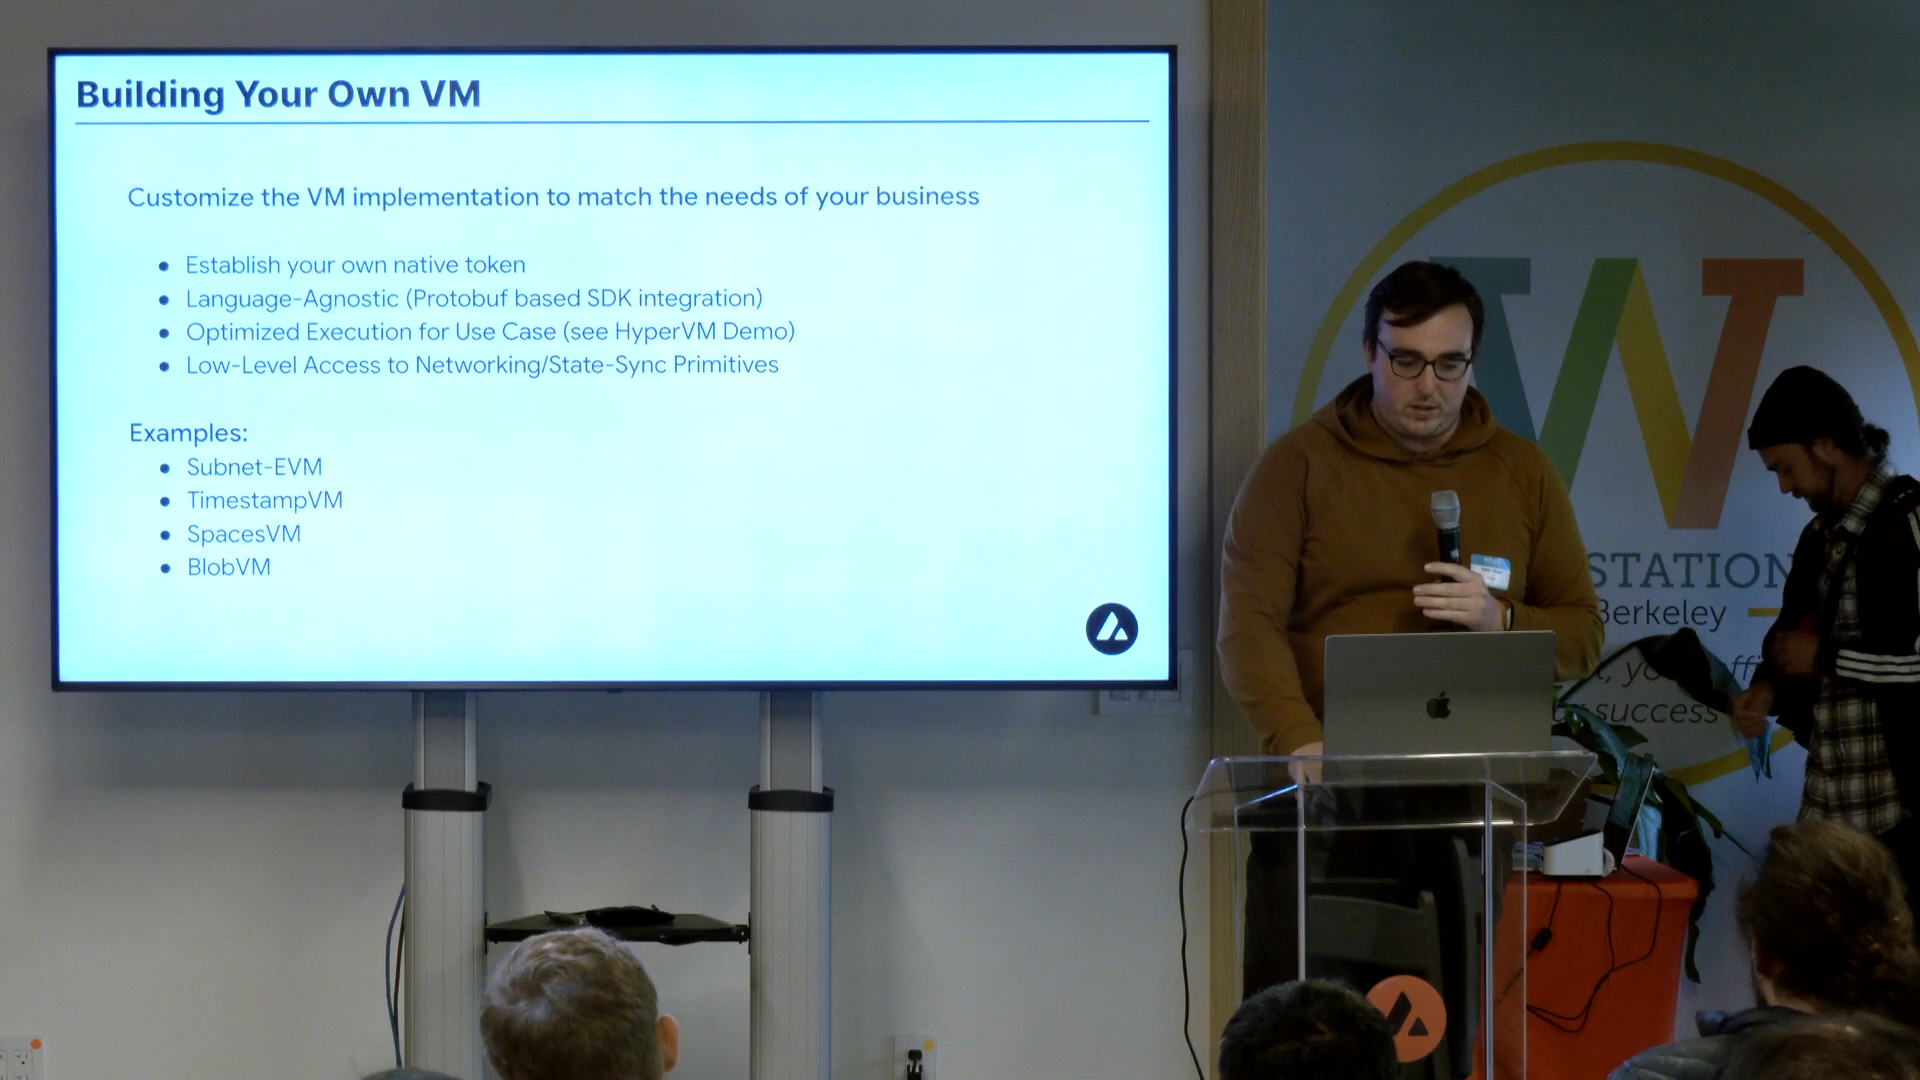 Building Your Own VM
Customize the VM implementation to match the needs of your business
Establish your own native token
Language-Agnostic (Protobuf based SDK integration)
Optimized Execution for Use Case (see HyperVM Demo)
Low-Level Access to Networking/State-Sync Primitives
Examples:
Subnet-EVM
TimestampVM
SpacesVM
BlobVM
W
STATION
Berkeley
success